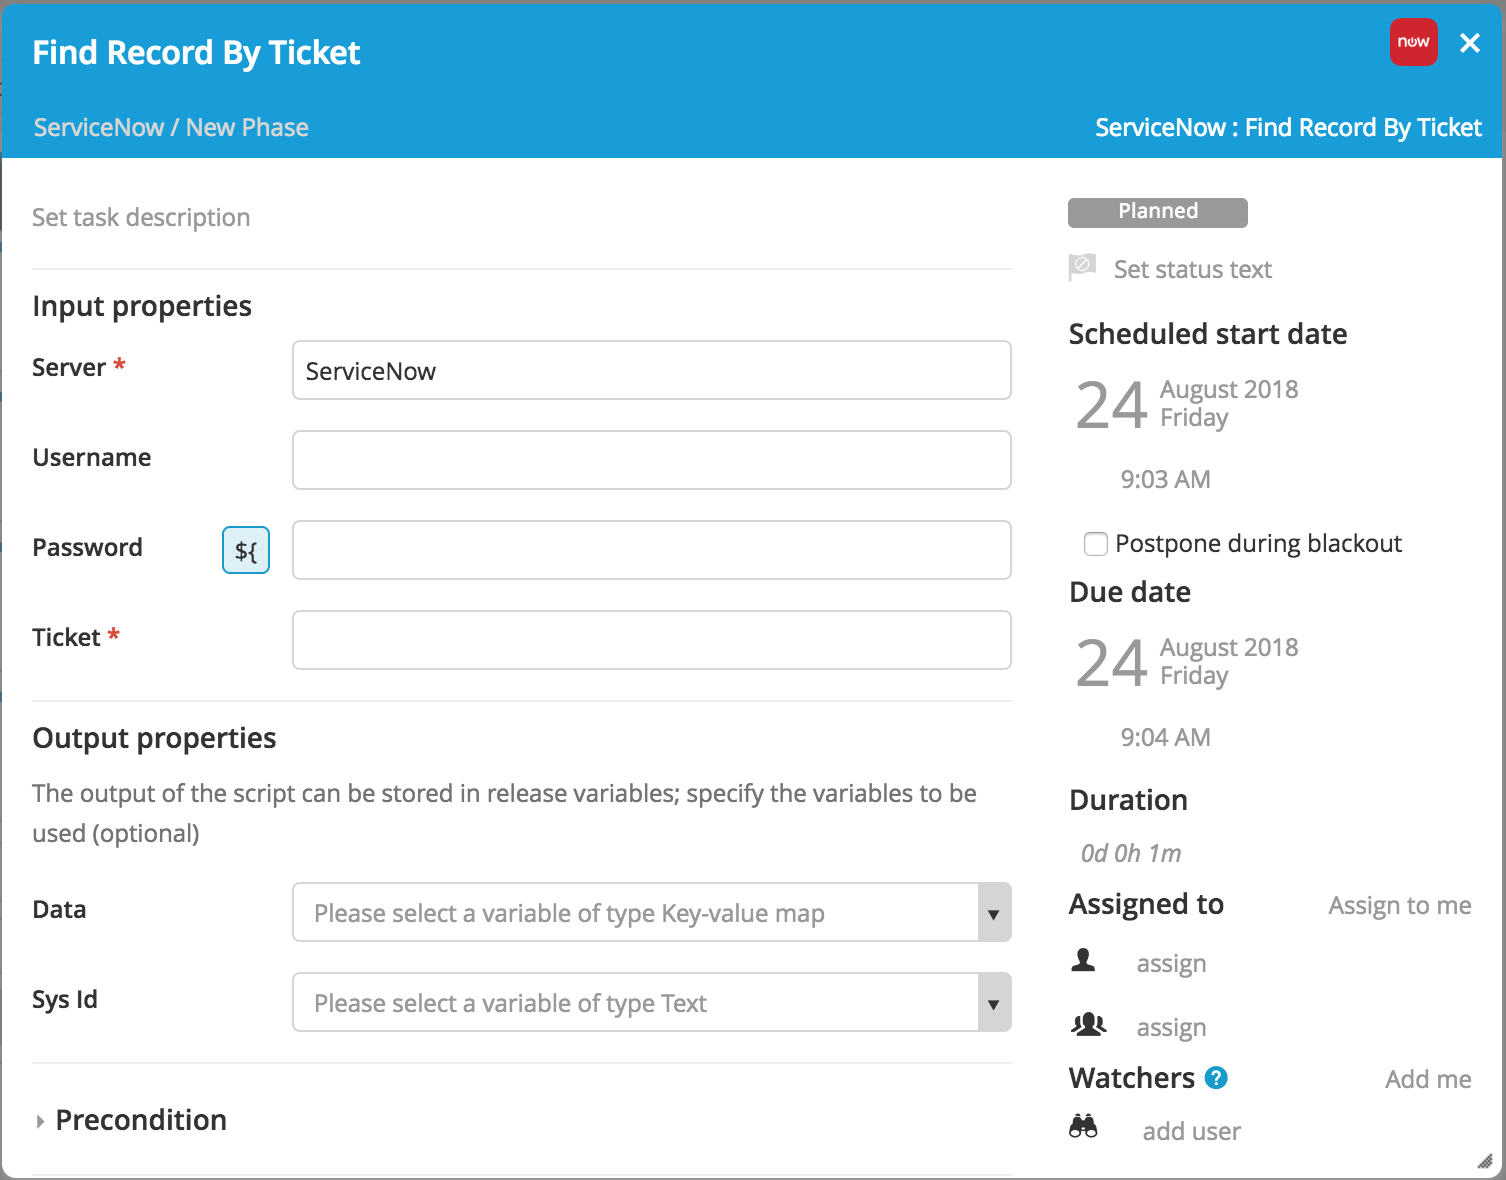 Find Record By Ticket
now
ServiceNow / New Phase
ServiceNow : Find Record By Ticket
Set task description
Input properties
Server *
ServiceNow
Username
Password
${
Ticket *
Output properties
The output of the script can be stored in release variables; specify the variables to be
used (optional)
Data
Please select a variable of type Key-value map
Sys Id
Please select a variable of type Text
Precondition
Planned
Set status text
Scheduled start date
24
August 2018
Friday
9:03 AM
Postpone during blackout
Due date
24
August 2018
Friday
9:04 AM
Duration
0d 0h 1m
Assigned to
Assign to me
assign
assign
Watchers ?
Add me
add user